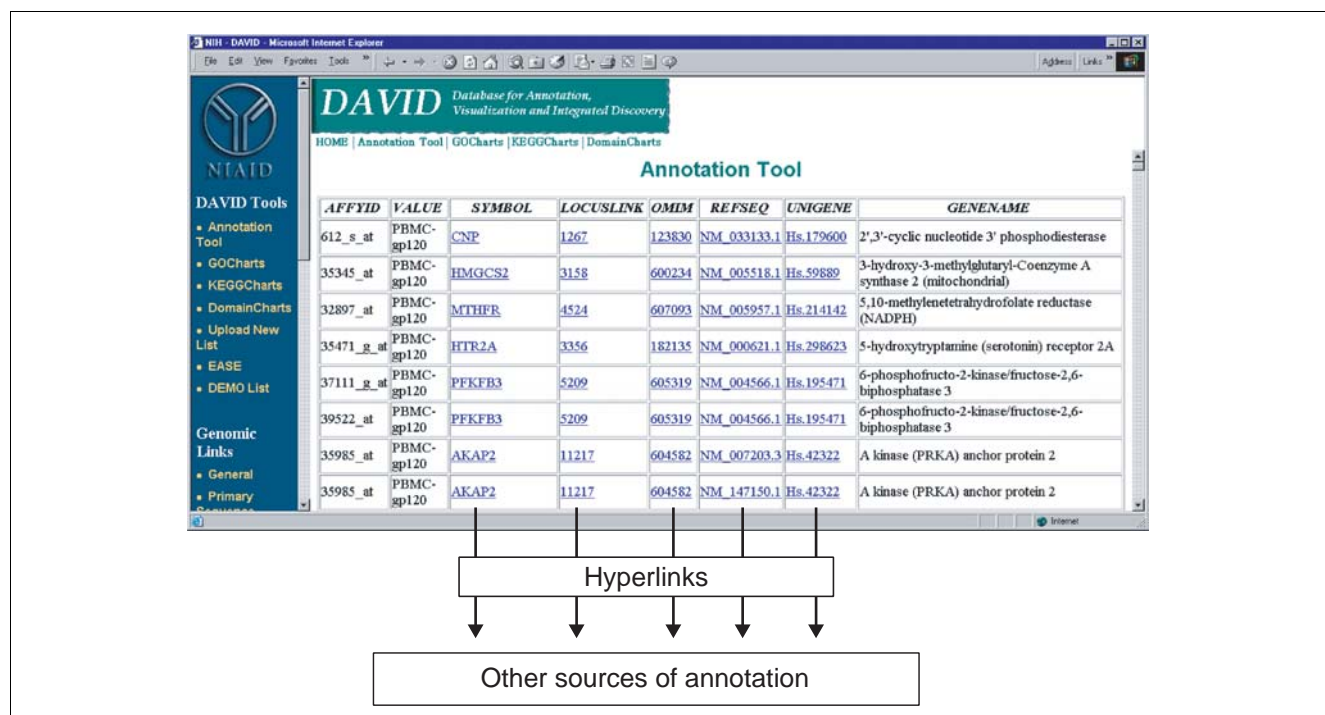 NIH - DAVID - Microsoft Internet Explorer
File Edit View Favorites Tools » Address Links »
DAVID Database for Annotation,
Visualization and Integrated Discovery
HOME | Annotation Tool | GOCharts | KEGGCharts | DomainCharts
NIAID
Annotation Tool
DAVID Tools
• Annotation
Tool
• GOCharts
• KEGGCharts
• DomainCharts
• Upload New
List
• EASE
• DEMO List
Genomic
Links
• General
• Primary
Sequence
AFFYID VALUE SYMBOL LOCUSLINK OMIM REFSEQ UNIGENE GENENAME
612_s_at PBMC-gp120 CNP 1267 123830 NM_033133.1 Hs.179600 2',3'-cyclic nucleotide 3' phosphodiesterase
35345_at PBMC-gp120 HMGCS2 3158 600234 NM_005518.1 Hs.59889 3-hydroxy-3-methylglutaryl-Coenzyme A
synthase 2 (mitochondrial)
32897_at PBMC-gp120 MTHFR 4524 607093 NM_005957.1 Hs.214142 5,10-methylenetetrahydrofolate reductase
(NADPH)
35471_g_at PBMC-gp120 HTR2A 3356 182135 NM_000621.1 Hs.298623 5-hydroxytryptamine (serotonin) receptor 2A
37111_g_at PBMC-gp120 PFKFB3 5209 605319 NM_004566.1 Hs.195471 6-phosphofructo-2-kinase/fructose-2,6-
biphosphatase 3
39522_at PBMC-gp120 PFKFB3 5209 605319 NM_004566.1 Hs.195471 6-phosphofructo-2-kinase/fructose-2,6-
biphosphatase 3
35985_at PBMC-gp120 AKAP2 11217 604582 NM_007203.3 Hs.42322 A kinase (PRKA) anchor protein 2
35985_at PBMC-gp120 AKAP2 11217 604582 NM_147150.1 Hs.42322 A kinase (PRKA) anchor protein 2
Internet
Hyperlinks
Other sources of annotation